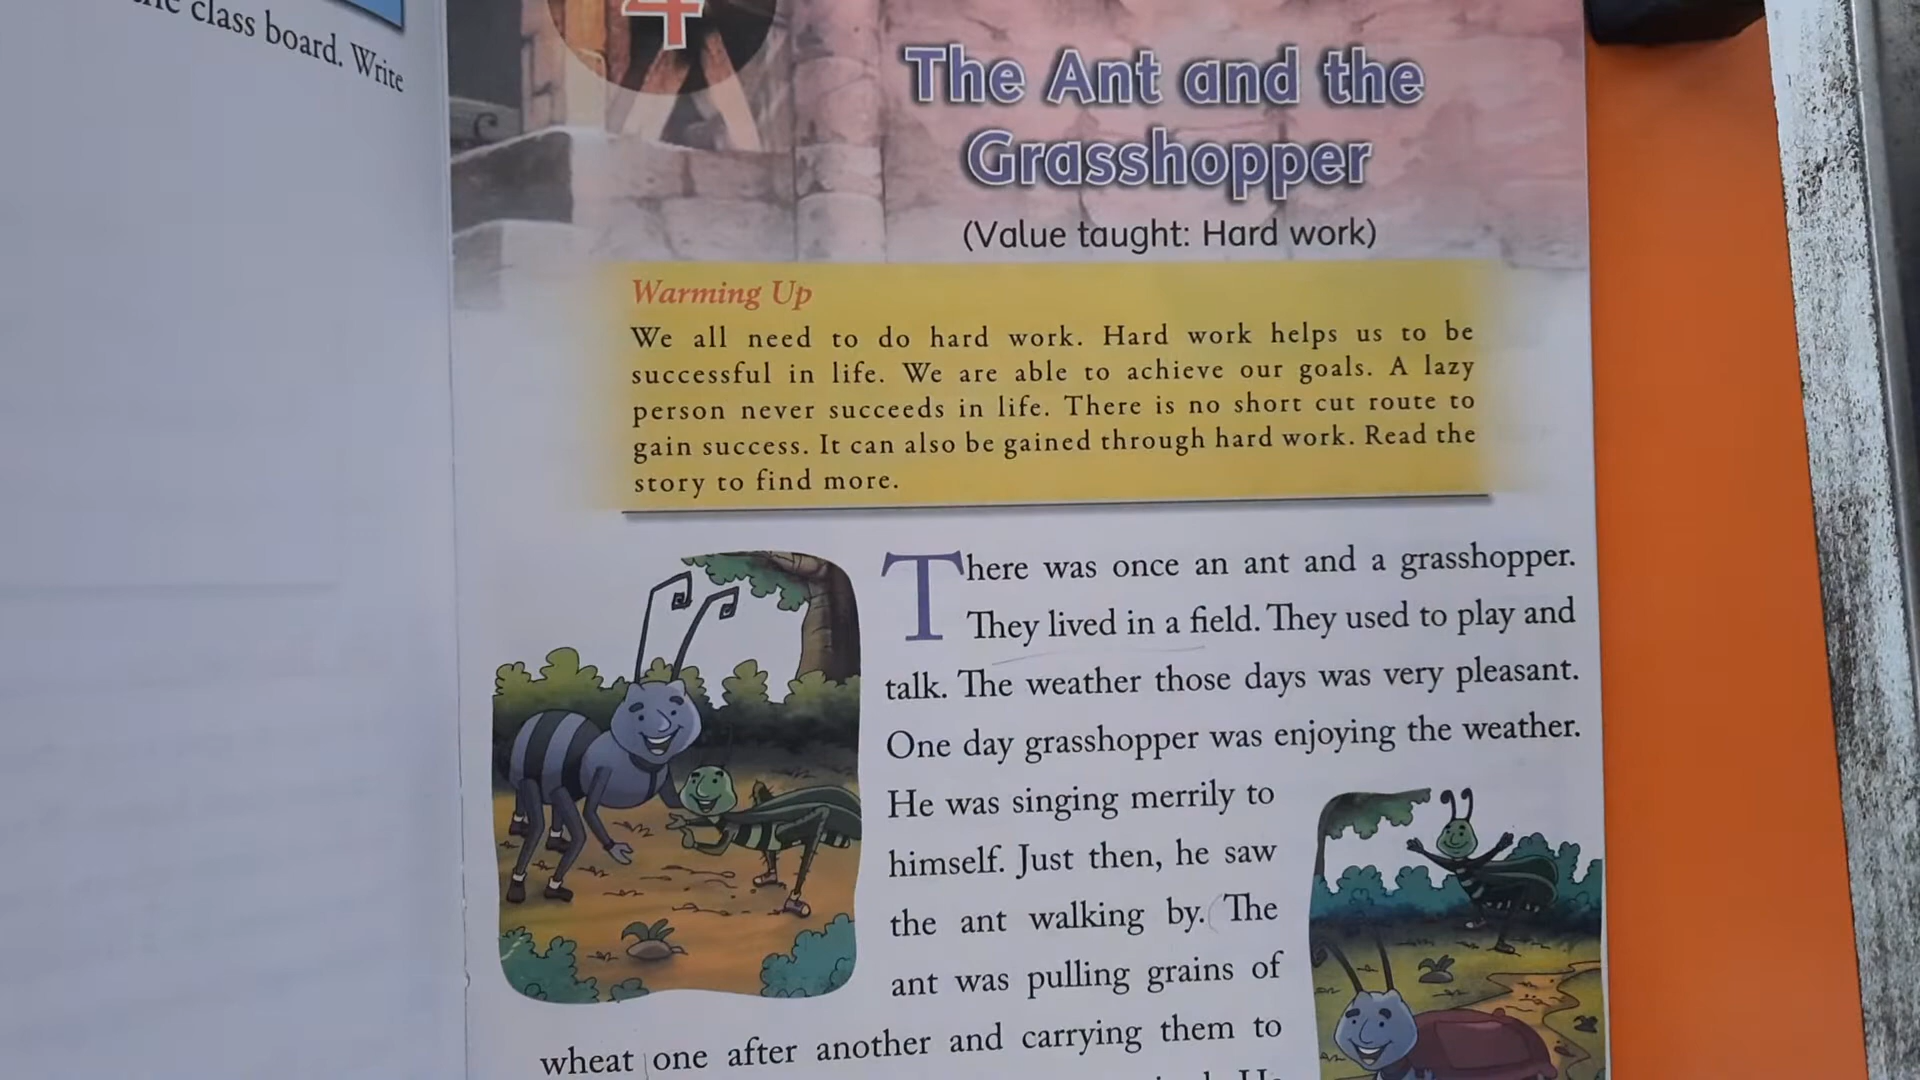 class board. Write
4
The Ant and the
Grasshopper
(Value taught: Hard work)
Warming Up
We all need to do hard work. Hard work helps us to be
successful in life. We are able to achieve our goals. A lazy
person never succeeds in life. There is no short cut route to
gain success. It can also be gained through hard work. Read the
story to find more.
There was once an ant and a grasshopper.
They lived in a field. They used to play and
talk. The weather those days was very pleasant.
One day grasshopper was enjoying the weather.
He was singing merrily to
himself. Just then, he saw
the ant walking by. The
ant was pulling grains of
wheat one after another and carrying them to